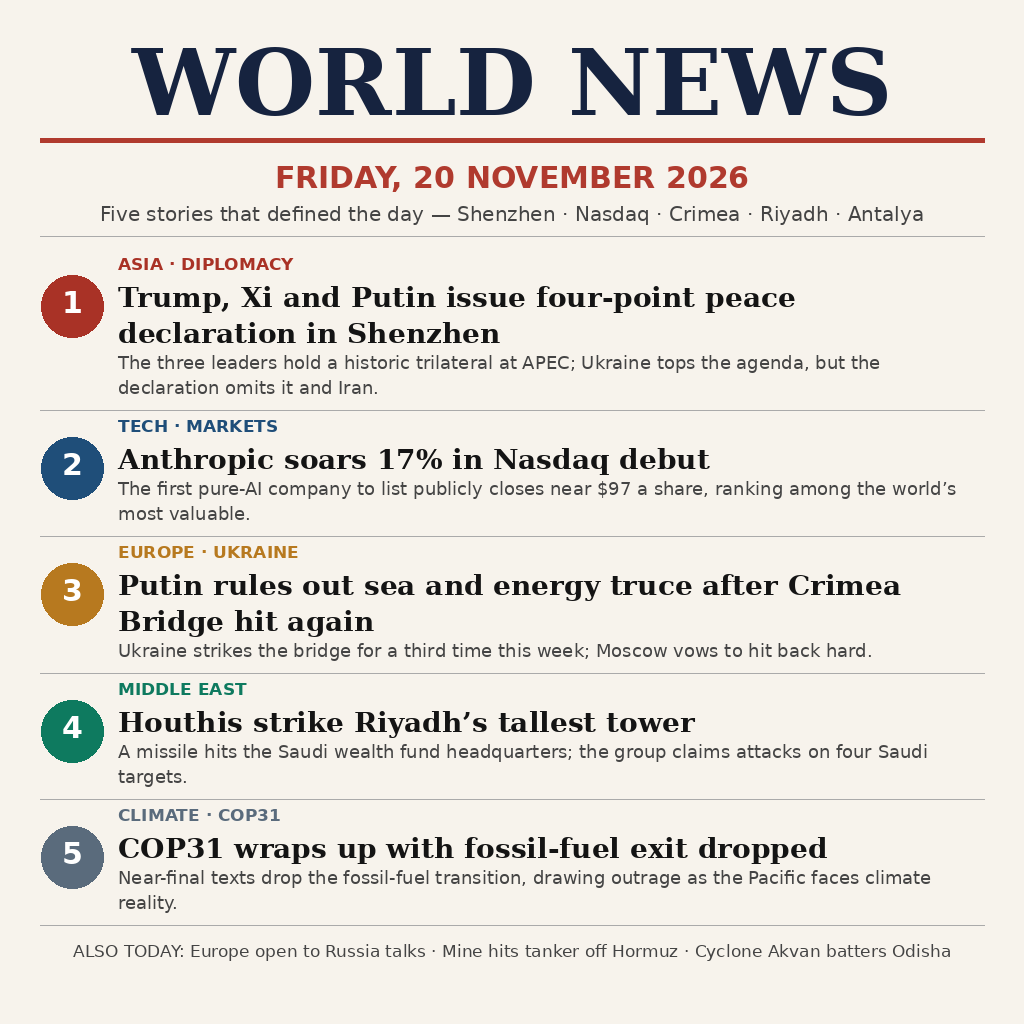 WORLD NEWS
FRIDAY, 20 NOVEMBER 2026
Five stories that defined the day — Shenzhen · Nasdaq · Crimea · Riyadh · Antalya
ASIA · DIPLOMACY
1
Trump, Xi and Putin issue four-point peace
declaration in Shenzhen
The three leaders hold a historic trilateral at APEC; Ukraine tops the agenda, but the
declaration omits it and Iran.
TECH · MARKETS
2
Anthropic soars 17% in Nasdaq debut
The first pure-AI company to list publicly closes near $97 a share, ranking among the world’s
most valuable.
EUROPE · UKRAINE
3
Putin rules out sea and energy truce after Crimea
Bridge hit again
Ukraine strikes the bridge for a third time this week; Moscow vows to hit back hard.
MIDDLE EAST
4
Houthis strike Riyadh’s tallest tower
A missile hits the Saudi wealth fund headquarters; the group claims attacks on four Saudi
targets.
CLIMATE · COP31
5
COP31 wraps up with fossil-fuel exit dropped
Near-final texts drop the fossil-fuel transition, drawing outrage as the Pacific faces climate
reality.
ALSO TODAY: Europe open to Russia talks · Mine hits tanker off Hormuz · Cyclone Akvan batters Odisha